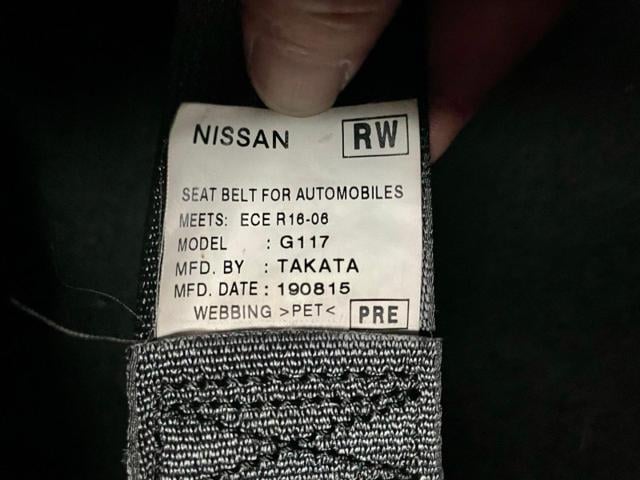 NISSAN RW
SEAT BELT FOR AUTOMOBILES
MEETS: ECE R16-06
MODEL : G117
MFD. BY : TAKATA
MFD. DATE : 190815
WEBBING >PET< PRE